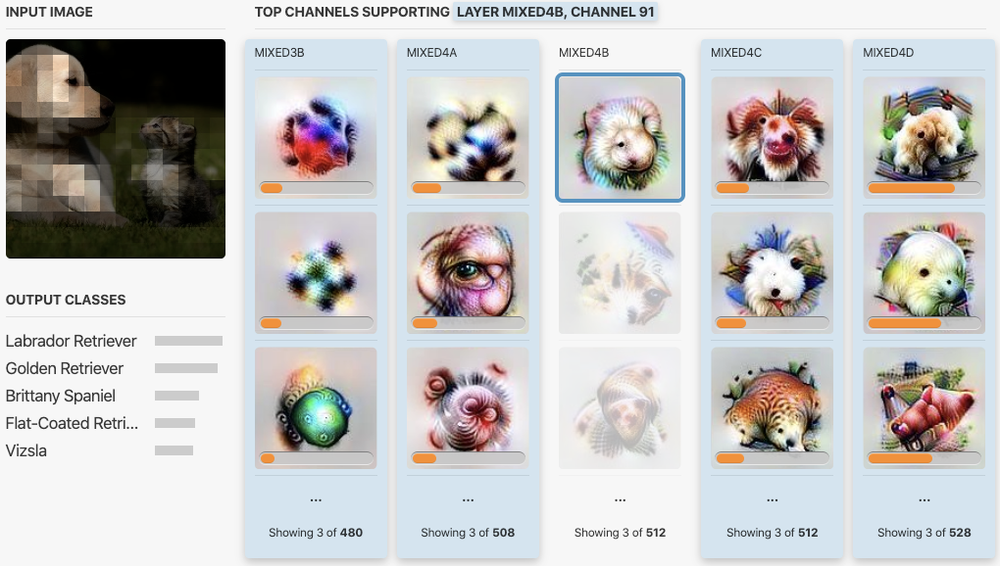 INPUT IMAGE
TOP CHANNELS SUPPORTING LAYER MIXED4B, CHANNEL 91
MIXED3B
MIXED4A
MIXED4B
MIXED4C
MIXED4D
OUTPUT CLASSES
Labrador Retriever
Golden Retriever
Brittany Spaniel
Flat-Coated Retri...
Vizsla
...
...
...
...
...
Showing 3 of 480
Showing 3 of 508
Showing 3 of 512
Showing 3 of 512
Showing 3 of 528